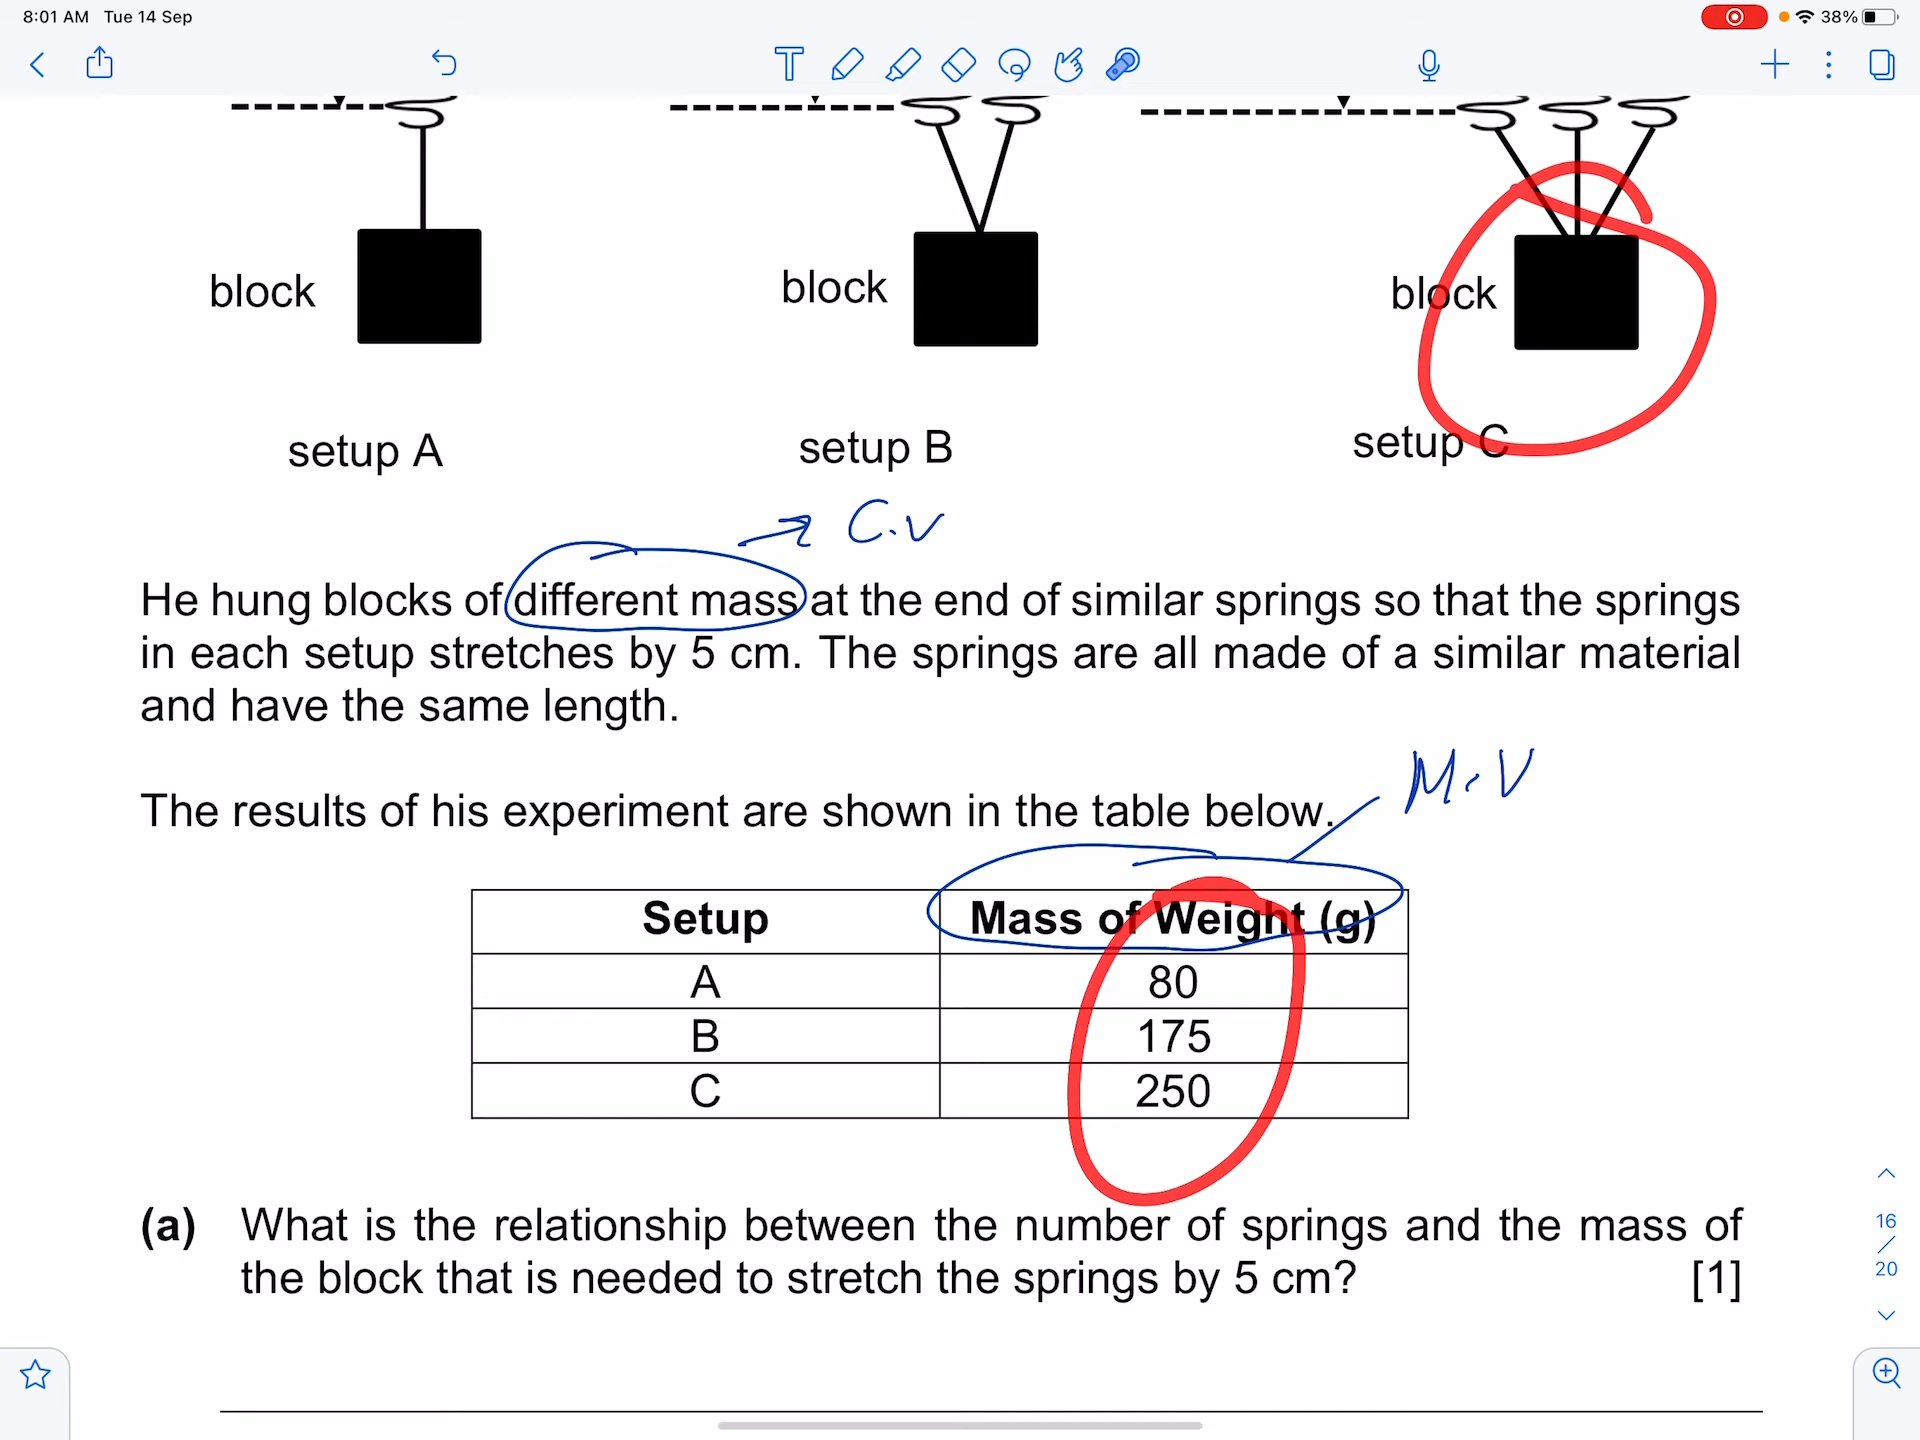 8:01 AM Tue 14 Sep
38%
block
block
block
setup A
setup B
setup C
C.V
He hung blocks of different mass at the end of similar springs so that the springs
in each setup stretches by 5 cm. The springs are all made of a similar material
and have the same length.
M.V
The results of his experiment are shown in the table below.
Setup Mass of Weight (g)
A 80
B 175
C 250
(a) What is the relationship between the number of springs and the mass of
the block that is needed to stretch the springs by 5 cm? [1]
16
/
20